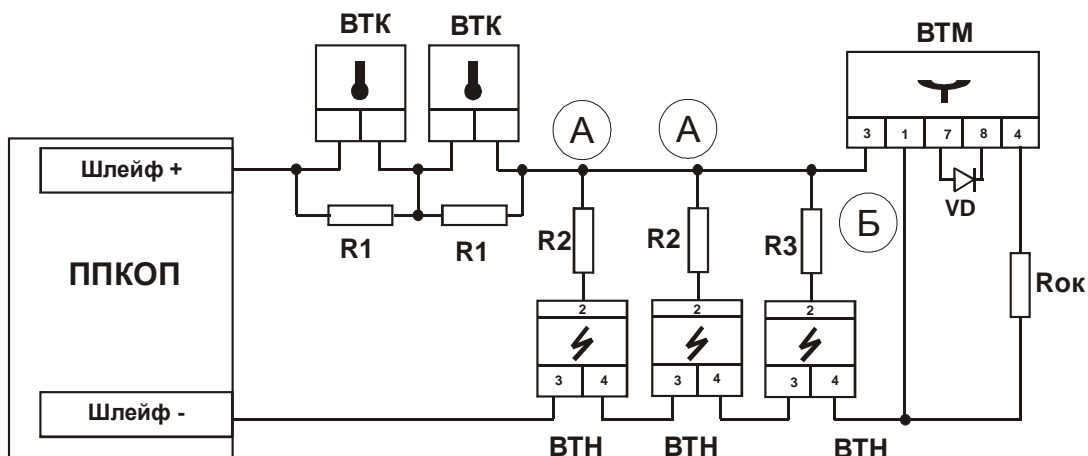 ВТК ВТК
ВТМ
А А
3 1 7 8 4
Шлейф +
VD
Б
R1 R1
R2 R2 R3
ППКОП
Rок
2 2 2
3 4 3 4 3 4
Шлейф -
ВТН ВТН ВТН